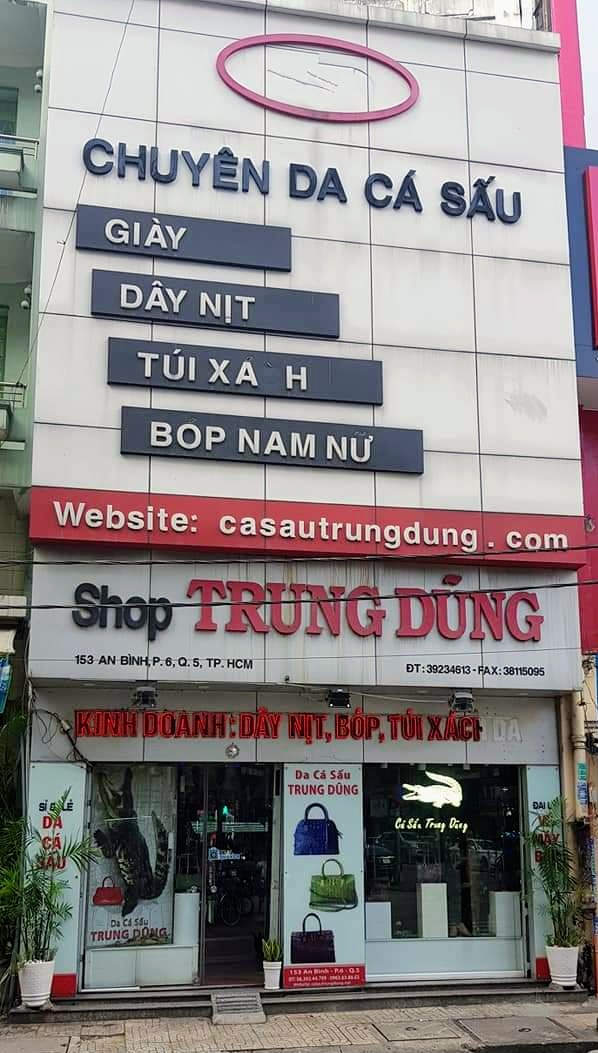 CHUYÊN DA CÁ SẤU
GIÀY
DÂY NỊT
TÚI XÁ H
BÓP NAM NỮ
Website: casautrungdung . com
Shop TRUNG DŨNG
153 AN BÌNH, P. 6, Q. 5, TP. HCM
ĐT: 39234613 - FAX: 38115095
KINH DOANH: DÂY NỊT, BÓP, TÚI XÁCH DA
SỈ & LẺ
DA
CÁ
SẤU
Da Cá Sấu
TRUNG DŨNG
Da Cá Sấu
TRUNG DŨNG
153 An Bình - P.6 - Q.5
Cá Sấu Trung Dũng
ĐẠI L
VÉ
MÁY
B